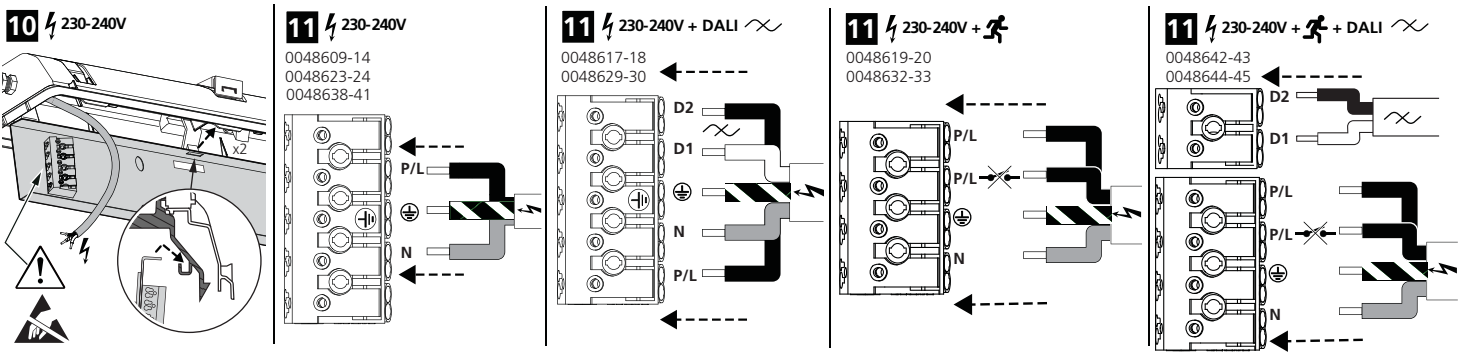 10 230-240V
x2
11 230-240V
0048609-14
0048623-24
0048638-41
P/L
N
11 230-240V + DALI
0048617-18
0048629-30
D2
D1
N
P/L
11 230-240V +
0048619-20
0048632-33
P/L
P/L
N
11 230-240V + + DALI
0048642-43
0048644-45
D2
D1
P/L
P/L
N